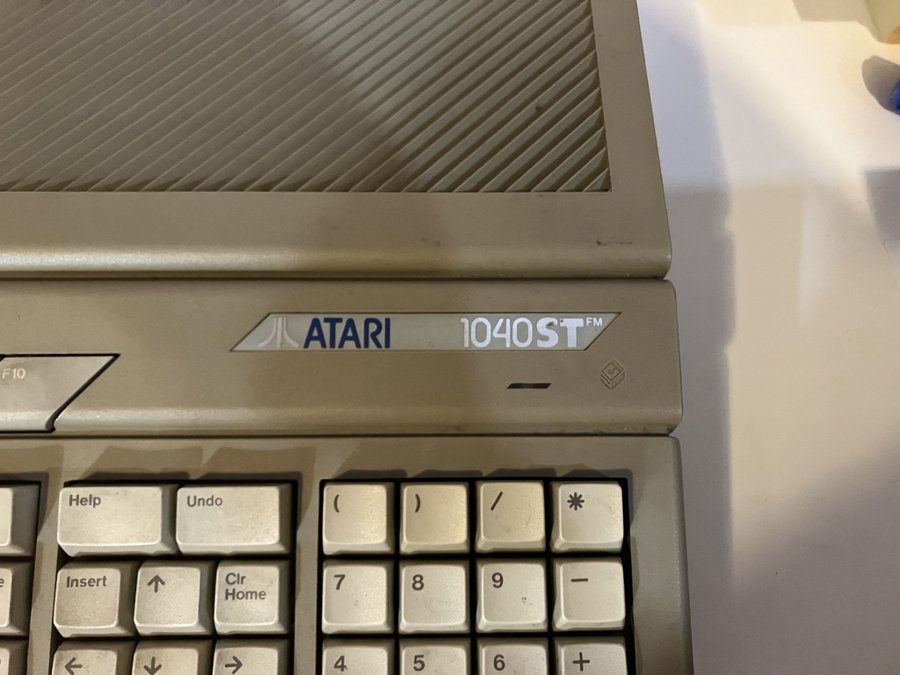 ATARI 1040STFM
F10
Help Undo ( ) / *
Insert ↑ Clr Home 7 8 9 -
← ↓ → 4 5 6 +